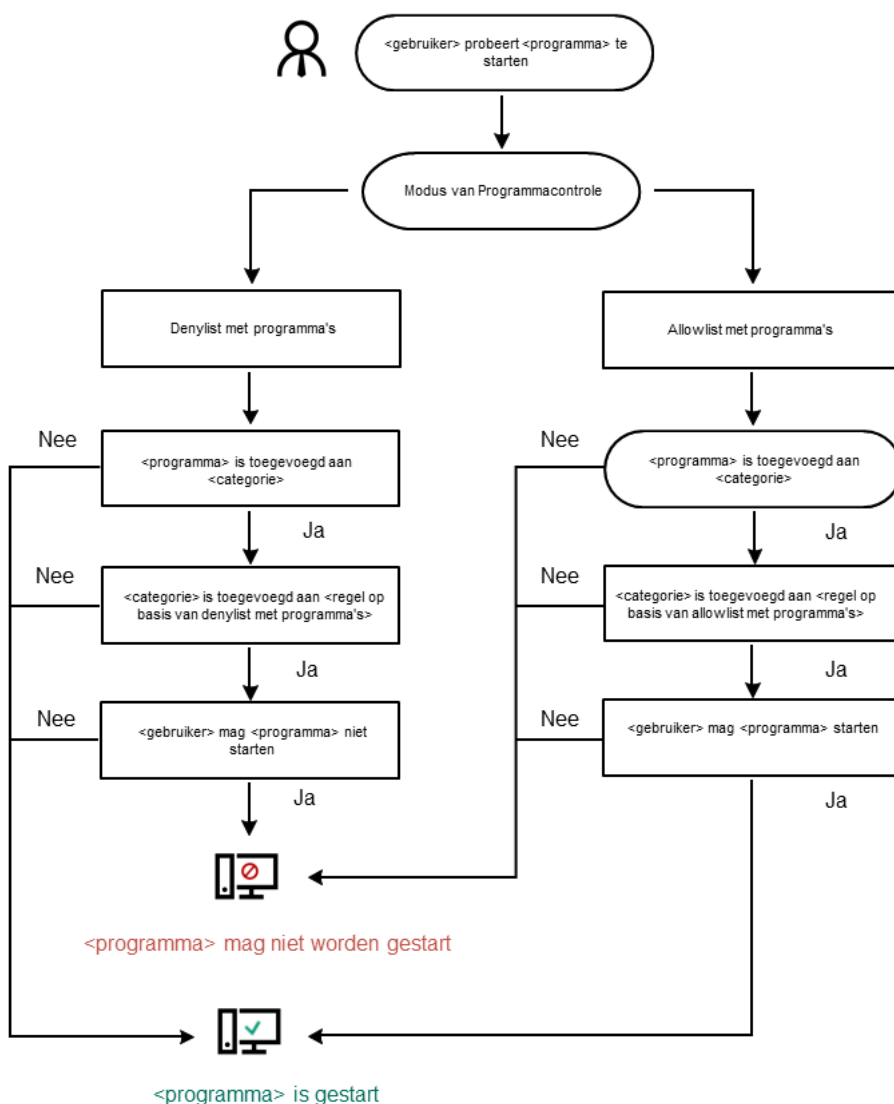 <gebruiker> probeert <programma> te
starten
Modus van Programmacontrole
Denylist met programma's
Allowlist met programma's
Nee
<programma> is toegevoegd aan
<categorie>
Nee
<programma> is toegevoegd aan
<categorie>
Ja
Ja
Nee
<categorie> is toegevoegd aan <regel op
basis van denylist met programma's>
Nee
<categorie> is toegevoegd aan <regel op
basis van allowlist met programma's>
Ja
Ja
Nee
<gebruiker> mag <programma> niet
starten
Nee
<gebruiker> mag <programma> starten
Ja
Ja
<programma> mag niet worden gestart
<programma> is gestart